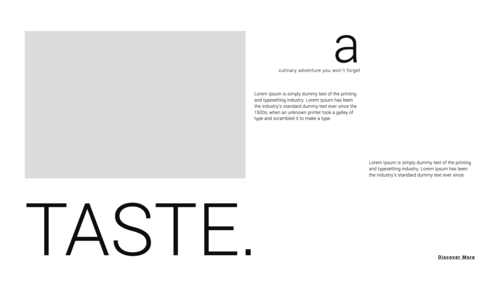 a
culinary adventure you won't forget
Lorem Ipsum is simply dummy text of the printing
and typesetting industry. Lorem Ipsum has been
the industry's standard dummy text ever since the
1500s, when an unknown printer took a galley of
type and scrambled it to make a type.
Lorem Ipsum is simply dummy text of the printing
and typesetting industry. Lorem Ipsum has been
the industry's standard dummy text ever since.
TASTE.
Discover More